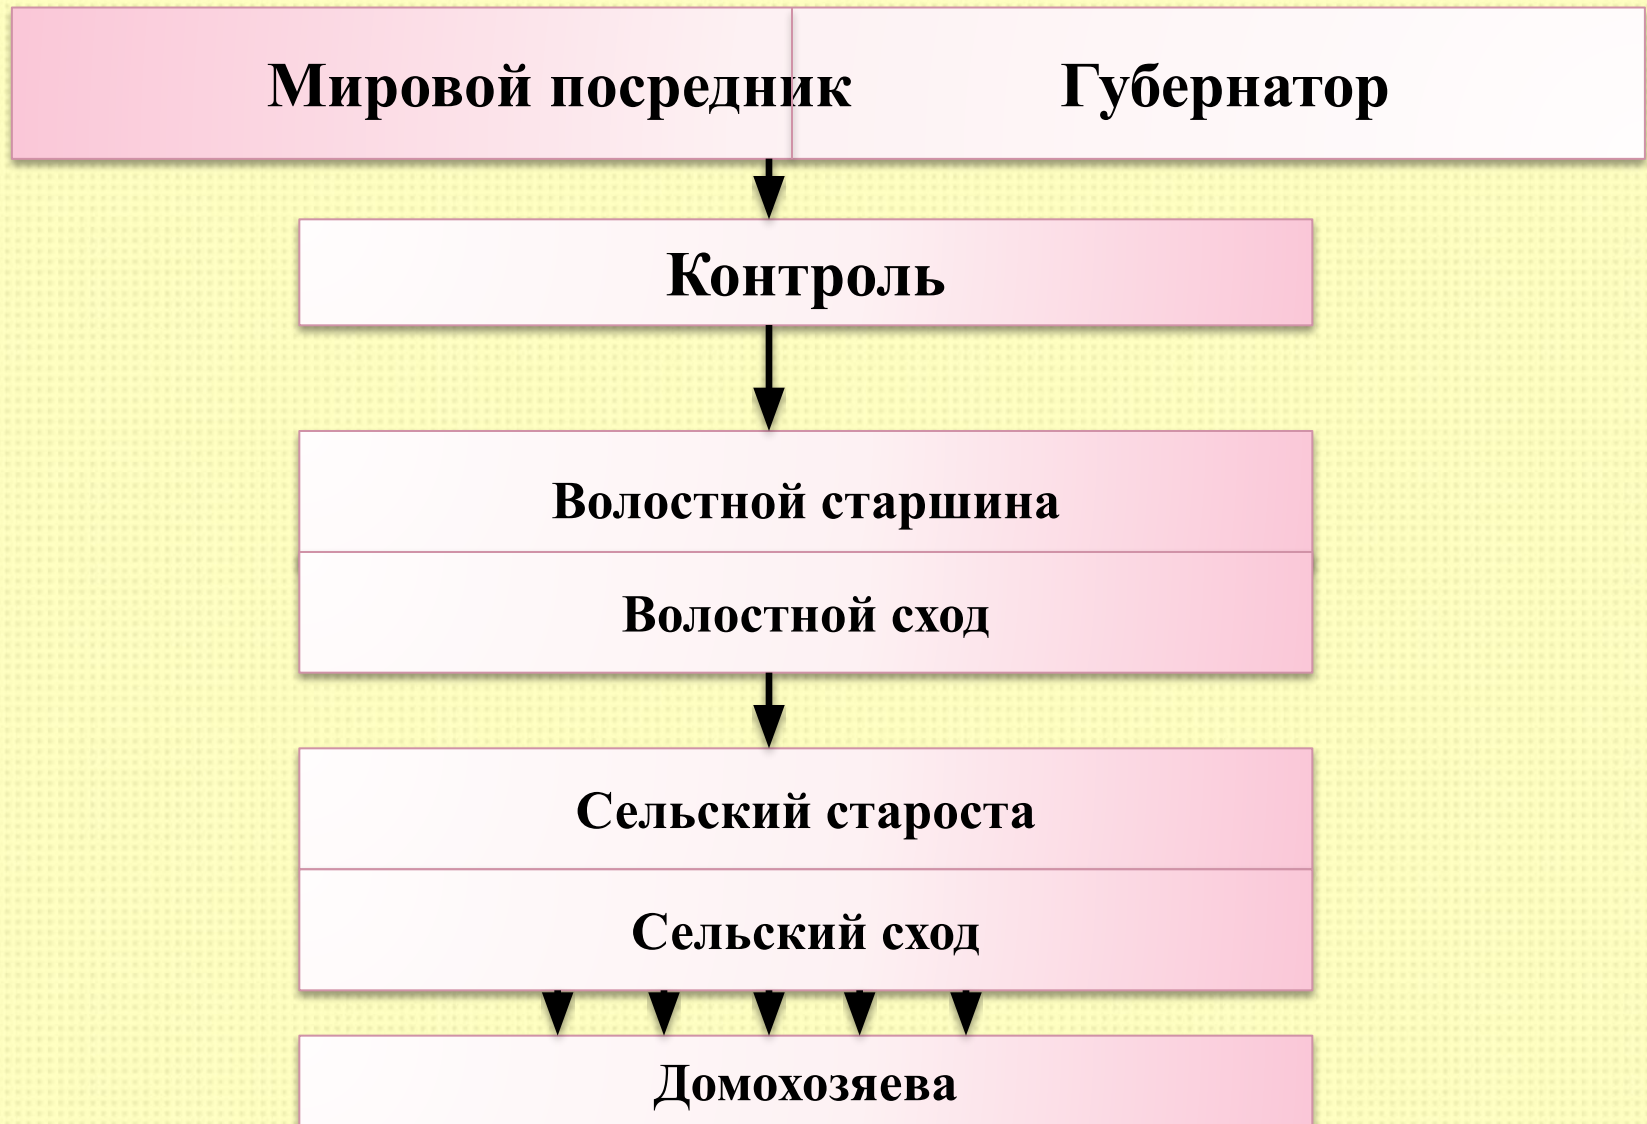 Мировой посредник Губернатор
Контроль
Волостной старшина
Волостной сход
Сельский староста
Сельский сход
Домохозяева